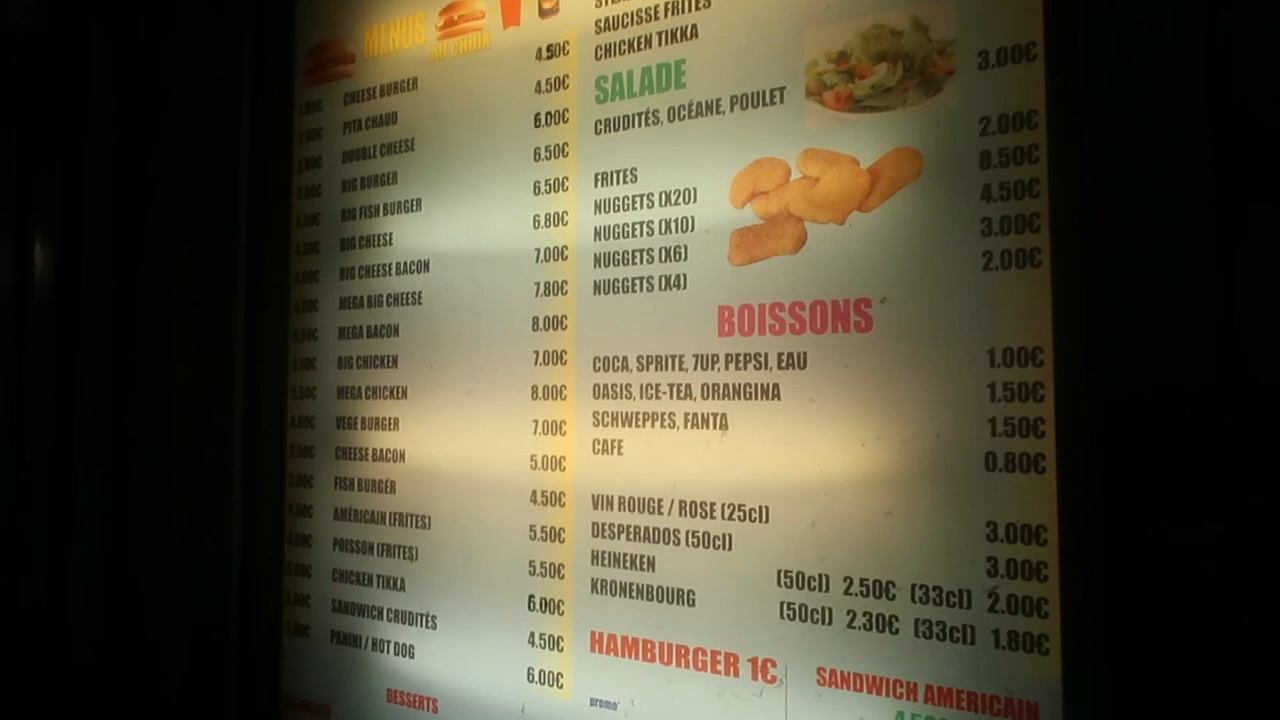 MENUS
AU CHOIX
CHEESE BURGER 4.50€
PITA CHAUD 4.50€
DOUBLE CHEESE 6.00€
BIG BURGER 6.50€
BIG FISH BURGER 6.50€
BIG CHEESE 6.80€
BIG CHEESE BACON 7.00€
MEGA BIG CHEESE 7.80€
MEGA BACON 8.00€
BIG CHICKEN 7.00€
MEGA CHICKEN 8.00€
VEGE BURGER 7.00€
CHEESE BACON 5.00€
FISH BURGER 4.50€
AMÉRICAIN (FRITES) 5.50€
POISSON (FRITES) 5.50€
CHICKEN TIKKA 6.00€
SANDWICH CRUDITÉS 4.50€
PANINI / HOT DOG 6.00€
DESSERTS
SAUCISSE FRITES
CHICKEN TIKKA
SALADE
CRUDITÉS, OCÉANE, POULET 3.00€
FRITES 2.00€
NUGGETS (X20) 8.50€
NUGGETS (X10) 4.50€
NUGGETS (X6) 3.00€
NUGGETS (X4) 2.00€
BOISSONS
COCA, SPRITE, 7UP, PEPSI, EAU 1.00€
OASIS, ICE-TEA, ORANGINA 1.50€
SCHWEPPES, FANTA 1.50€
CAFE 0.80€
VIN ROUGE / ROSE (25cl) 3.00€
DESPERADOS (50cl) 3.00€
HEINEKEN (50cl) 2.50€ (33cl) 2.00€
KRONENBOURG (50cl) 2.30€ (33cl) 1.80€
HAMBURGER 1€
promo
SANDWICH AMERICAIN